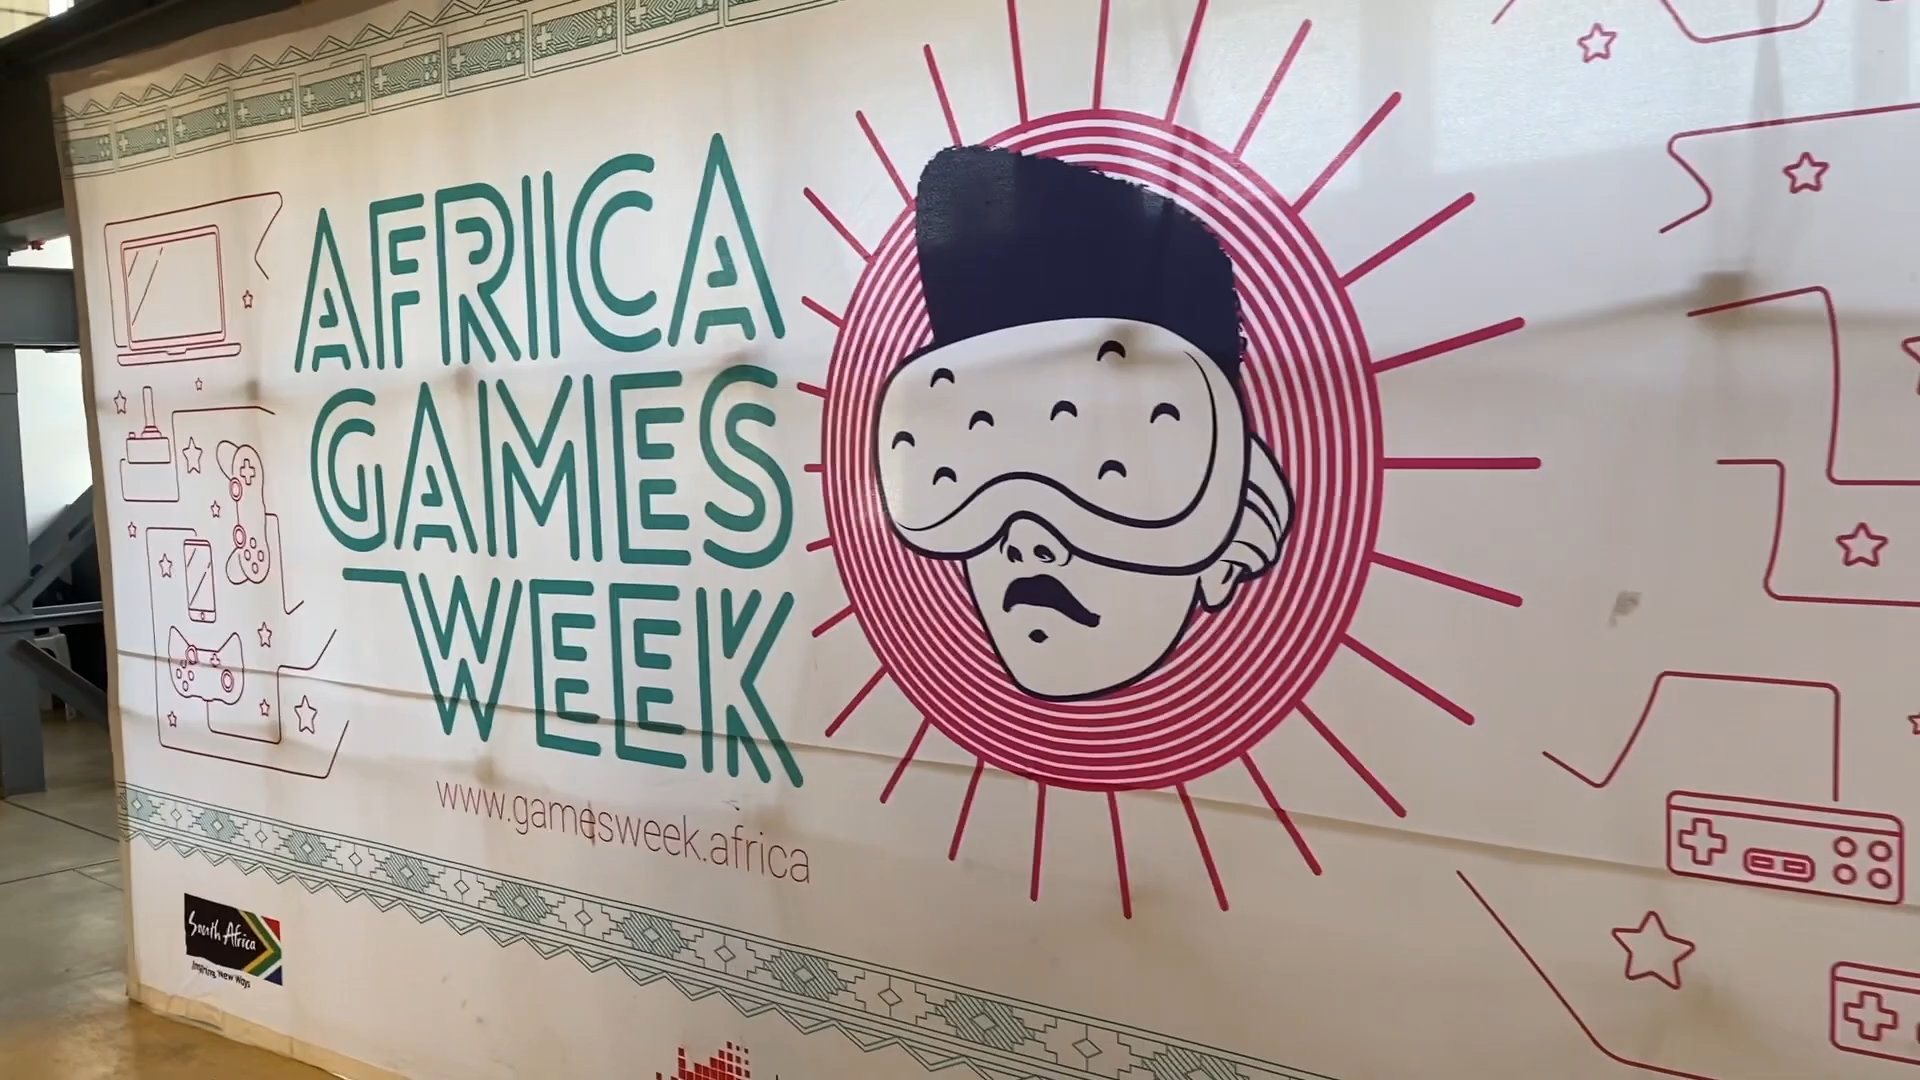 AFRICA
GAMES
WEEK
www.gamesweek.africa
South Africa
Inspiring New Ways